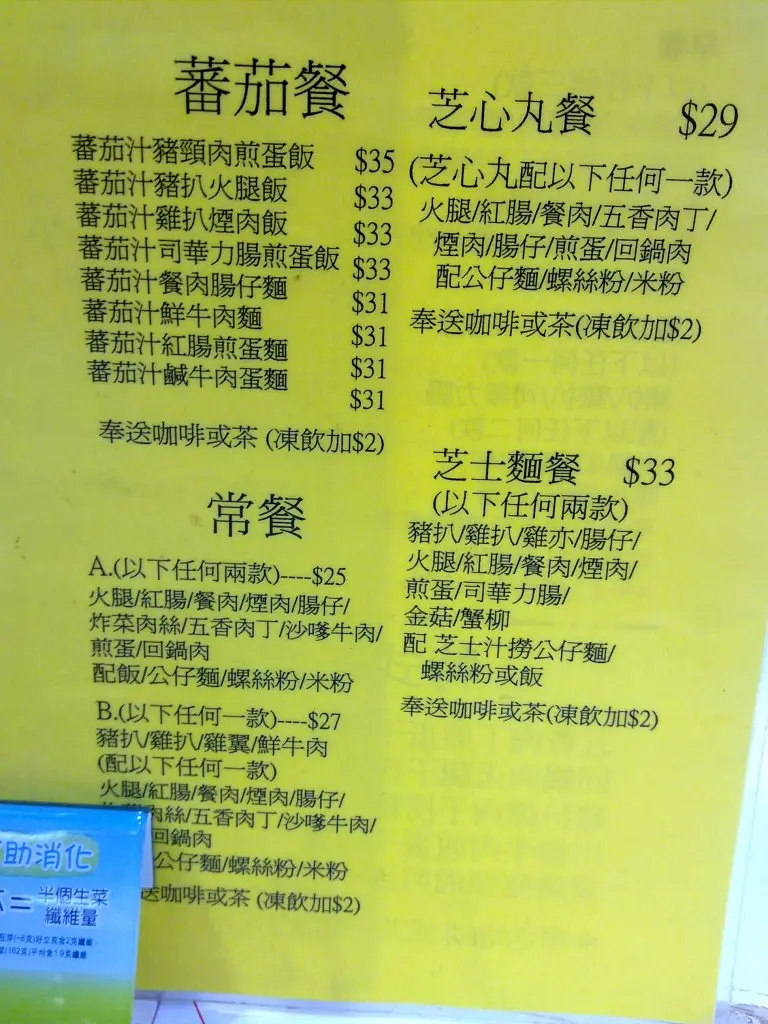 蕃茄餐
蕃茄汁豬頸肉煎蛋飯 $35
蕃茄汁豬扒火腿飯 $33
蕃茄汁雞扒煙肉飯 $33
蕃茄汁司華力腸煎蛋飯 $33
蕃茄汁餐肉腸仔麵 $31
蕃茄汁鮮牛肉麵 $31
蕃茄汁紅腸煎蛋麵 $31
蕃茄汁鹹牛肉蛋麵 $31
奉送咖啡或茶 (凍飲加$2)
常餐
A.(以下任何兩款)----$25
火腿/紅腸/餐肉/煙肉/腸仔/
炸菜肉絲/五香肉丁/沙嗲牛肉/
煎蛋/回鍋肉
配飯/公仔麵/螺絲粉/米粉
B.(以下任何一款)----$27
豬扒/雞扒/雞翼/鮮牛肉
(配以下任何一款)
火腿/紅腸/餐肉/煙肉/腸仔/
肉絲/五香肉丁/沙嗲牛肉/
回鍋肉
公仔麵/螺絲粉/米粉
送咖啡或茶 (凍飲加$2)
芝心丸餐 $29
(芝心丸配以下任何一款)
火腿/紅腸/餐肉/五香肉丁/
煙肉/腸仔/煎蛋/回鍋肉
配公仔麵/螺絲粉/米粉
奉送咖啡或茶(凍飲加$2)
芝士麵餐 $33
(以下任何兩款)
豬扒/雞扒/雞亦/腸仔/
火腿/紅腸/餐肉/煙肉/
煎蛋/司華力腸/
金菇/蟹柳
配 芝士汁撈公仔麵/
螺絲粉或飯
奉送咖啡或茶(凍飲加$2)
助消化
= 半個生菜
纖維量